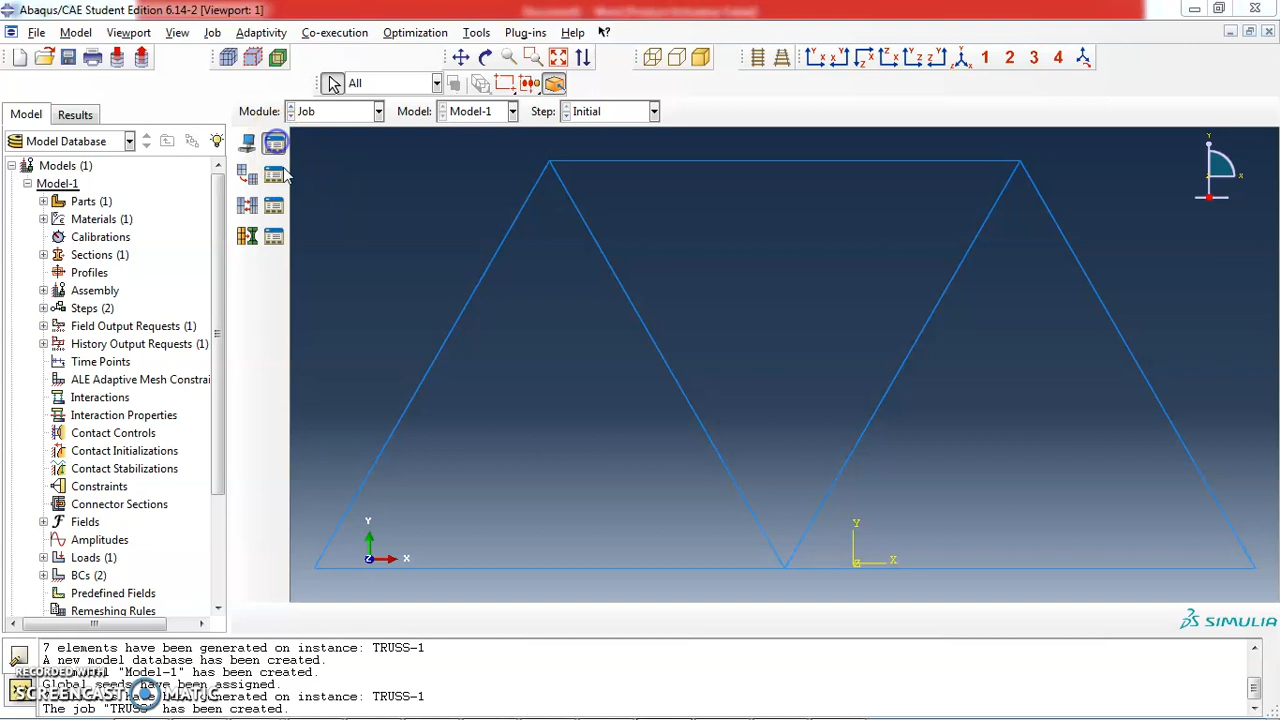 Abaqus/CAE Student Edition 6.14-2 [Viewport: 1]
File Model Viewport View Job Adaptivity Co-execution Optimization Tools Plug-ins Help
1 2 3 4
All
Model Results
Module: Job Model: Model-1 Step: Initial
Model Database
Models (1)
Model-1
Parts (1)
Materials (1)
Calibrations
Sections (1)
Profiles
Assembly
Steps (2)
Field Output Requests (1)
History Output Requests (1)
Time Points
ALE Adaptive Mesh Constrai
Interactions
Interaction Properties
Contact Controls
Contact Initializations
Contact Stabilizations
Constraints
Connector Sections
Fields
Amplitudes
Loads (1)
BCs (2)
Predefined Fields
Remeshing Rules
Y
X
Y
Z
X
Y
X
SIMULIA
7 elements have been generated on instance: TRUSS-1
A new model database has been created.
"Model-1" has been created.
Global seeds have been assigned.
have been generated on instance: TRUSS-1
The job "TRUSS" has been created.
RECORDED WITH
SCREENCAST MATIC